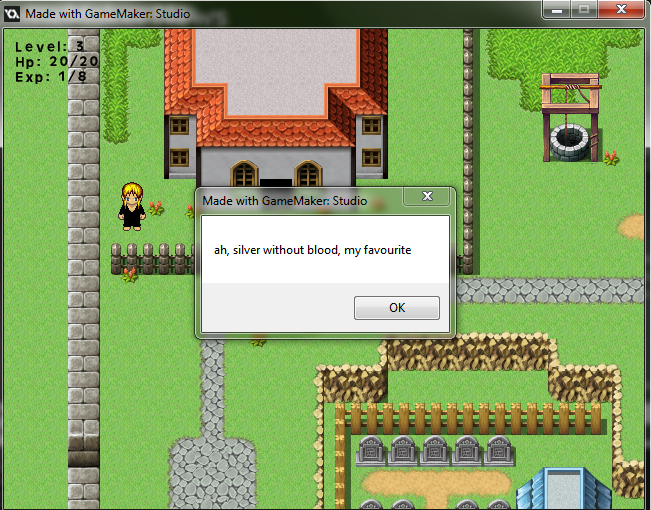 Made with GameMaker: Studio
Level: 3
Hp: 20/20
Exp: 1/8
Made with GameMaker: Studio
ah, silver without blood, my favourite
OK